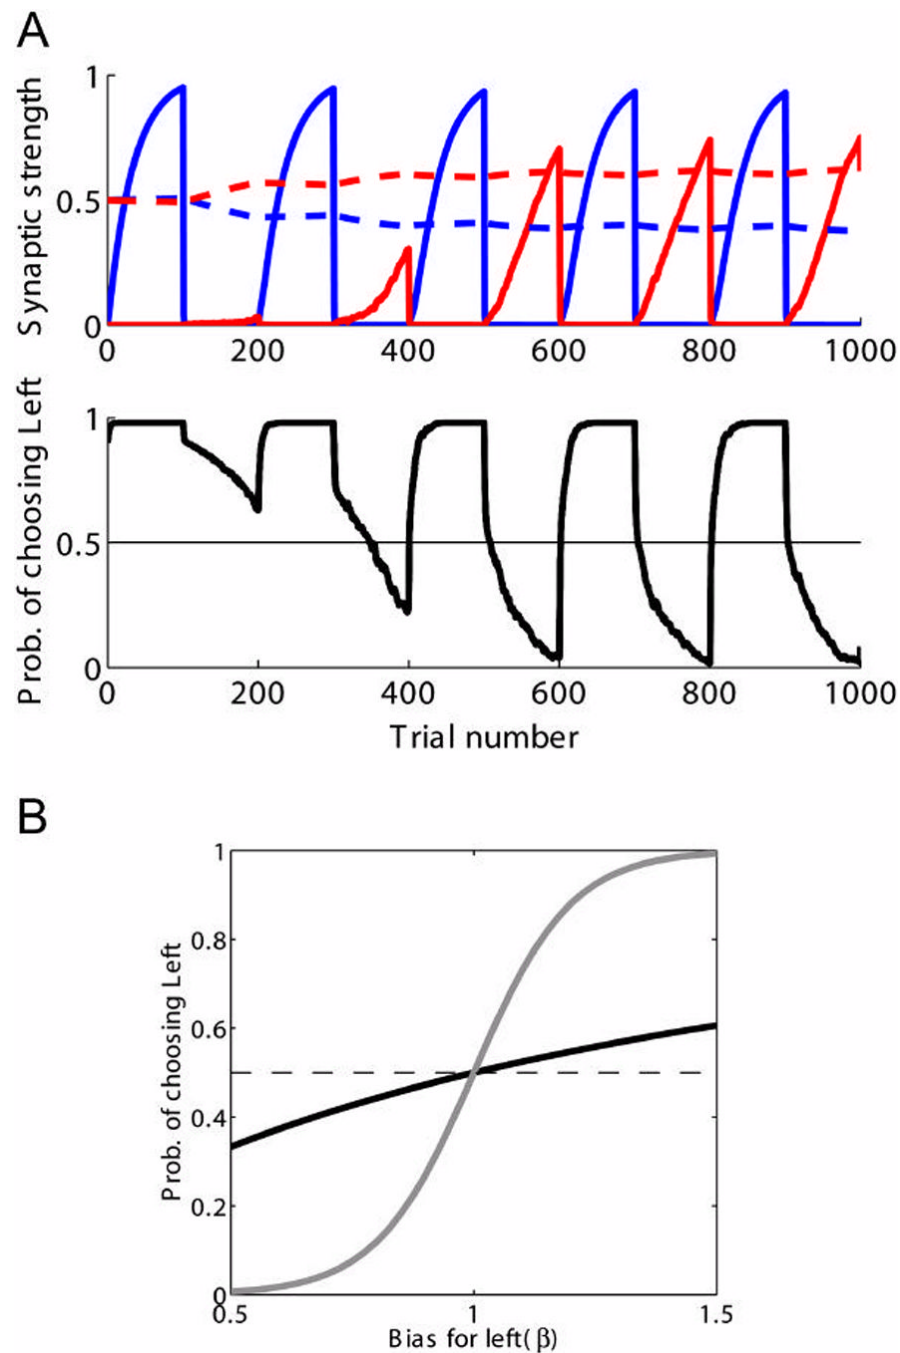 A
Synaptic strength
1
0.5
0
0 200 400 600 800 1000
Prob. of choosing Left
1
0.5
0
0 200 400 600 800 1000
Trial number
B
Prob. of choosing Left
1
0.8
0.6
0.4
0.2
0
0.5 1 1.5
Bias for left(β)